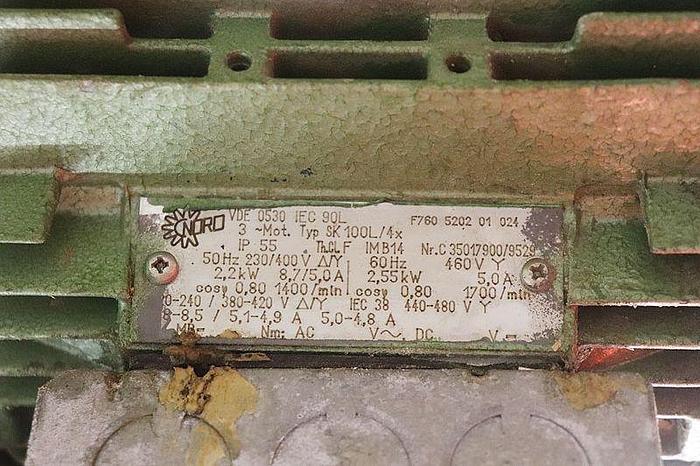 NORD VDE 0530 IEC 90L F760 5202 01 024
3 ~Mot. Typ SK 100L/4x
IP 55 Th.Cl.F IMB14 Nr.C 35017900/9529
50Hz 230/400V Δ/Y 60Hz 460V Y
2,2kW 8,7/5,0A 2,55kW 5,0A
cosφ 0,80 1400/min cosφ 0,80 1700/min
0-240 / 380-420 V Δ/Y IEC 38 440-480 V Y
-8,5 / 5,1-4,9 A 5,0-4,8 A
MB- Nm: AC V~, DC V=